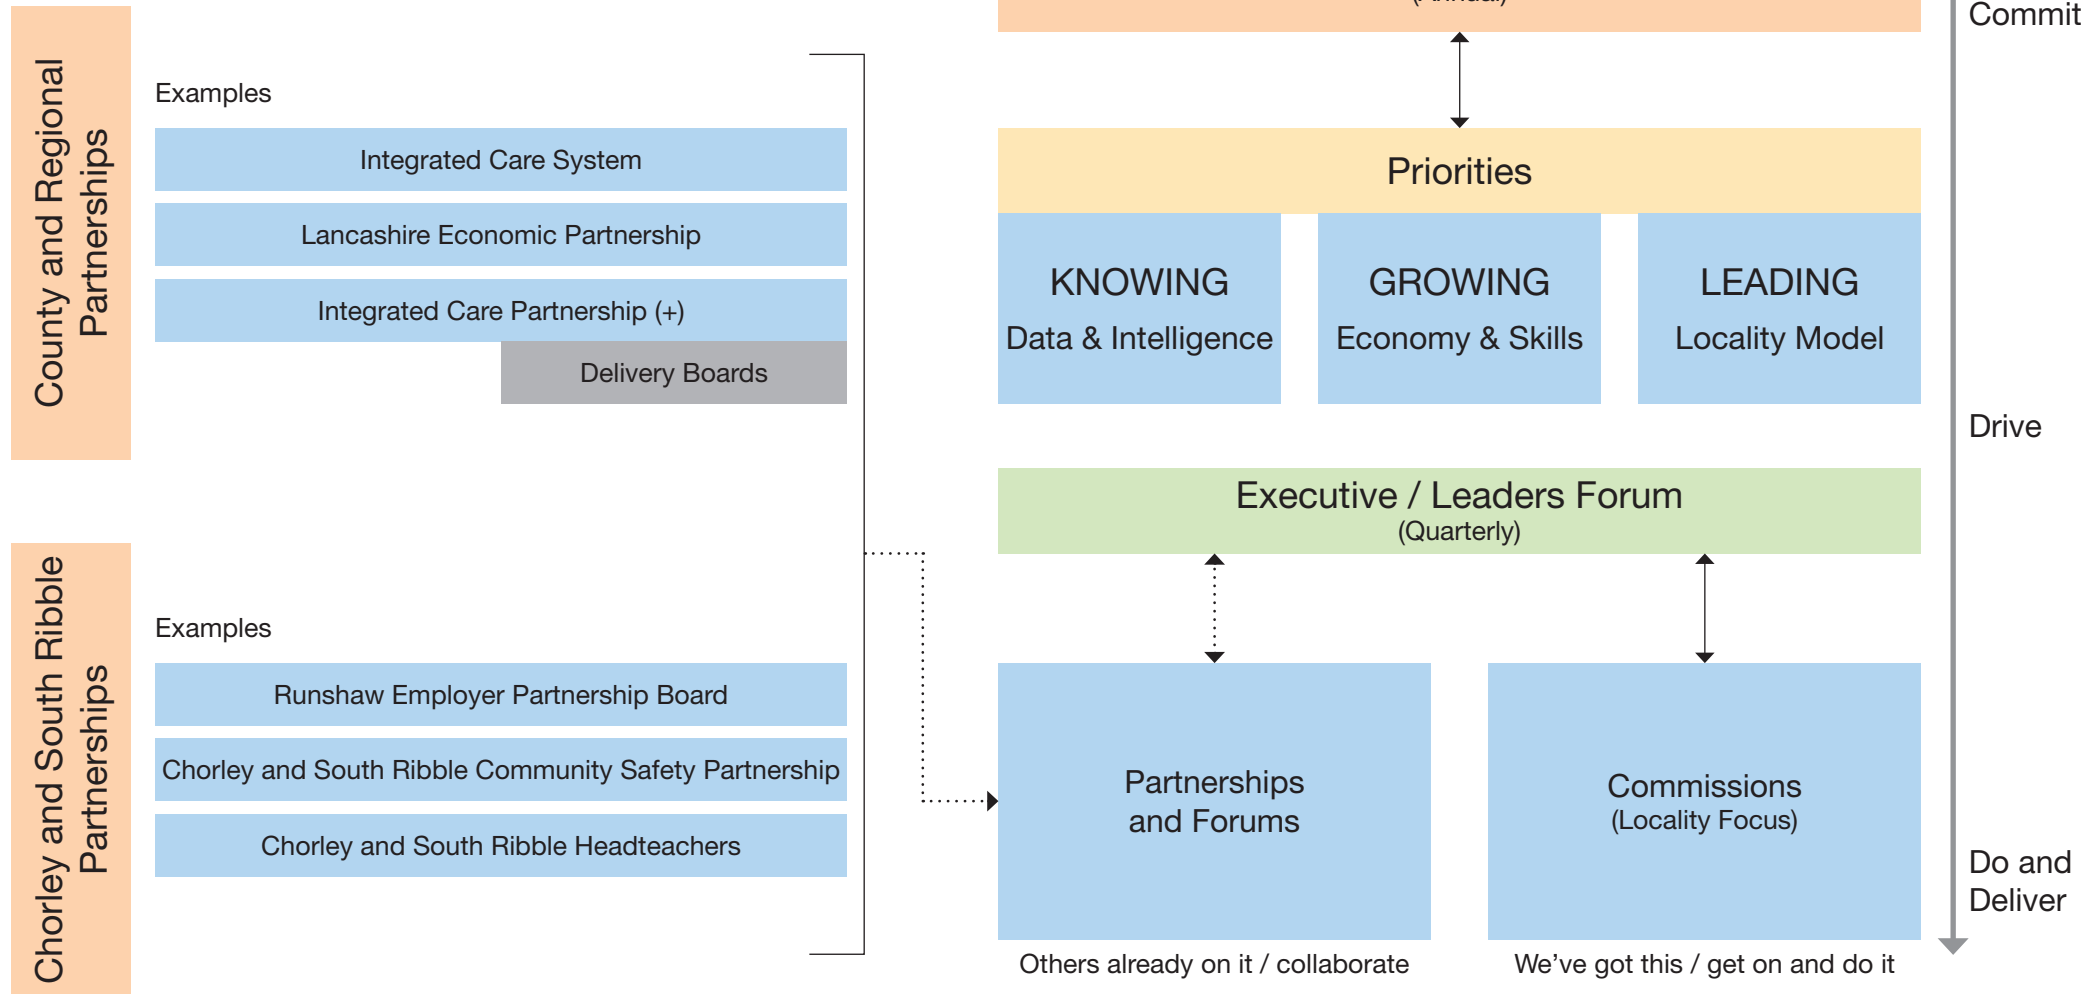 County and Regional
Partnerships
Examples
Integrated Care System
Lancashire Economic Partnership
Integrated Care Partnership (+)
Delivery Boards
Chorley and South Ribble
Partnerships
Examples
Runshaw Employer Partnership Board
Chorley and South Ribble Community Safety Partnership
Chorley and South Ribble Headteachers
(Annual)
Priorities
KNOWING
Data & Intelligence
GROWING
Economy & Skills
LEADING
Locality Model
Executive / Leaders Forum
(Quarterly)
Partnerships
and Forums
Others already on it / collaborate
Commissions
(Locality Focus)
We've got this / get on and do it
Commit
Drive
Do and
Deliver